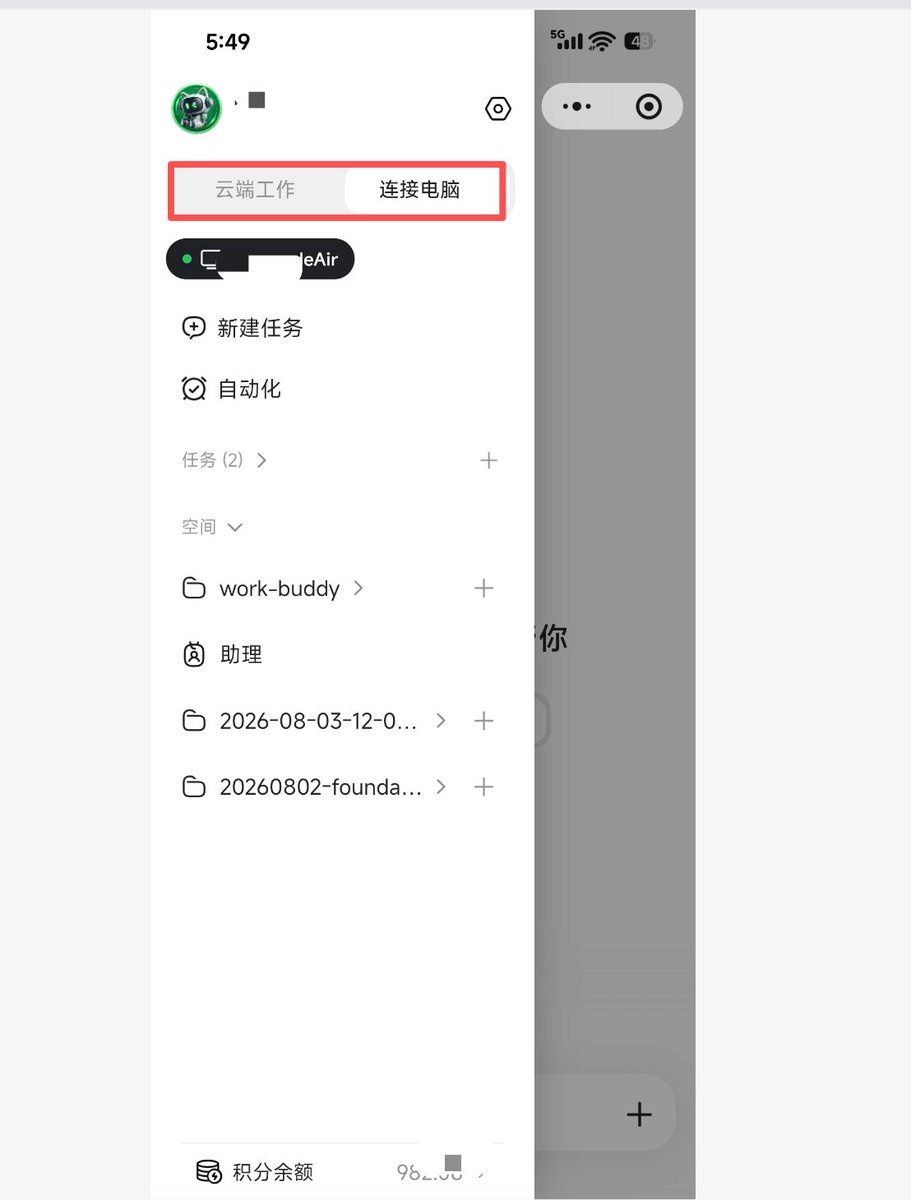 5:49
5G
48
云端工作
连接电脑
新建任务
自动化
任务 (2)
空间
work-buddy
你
助理
2026-08-03-12-0...
20260802-founda...
积分余额